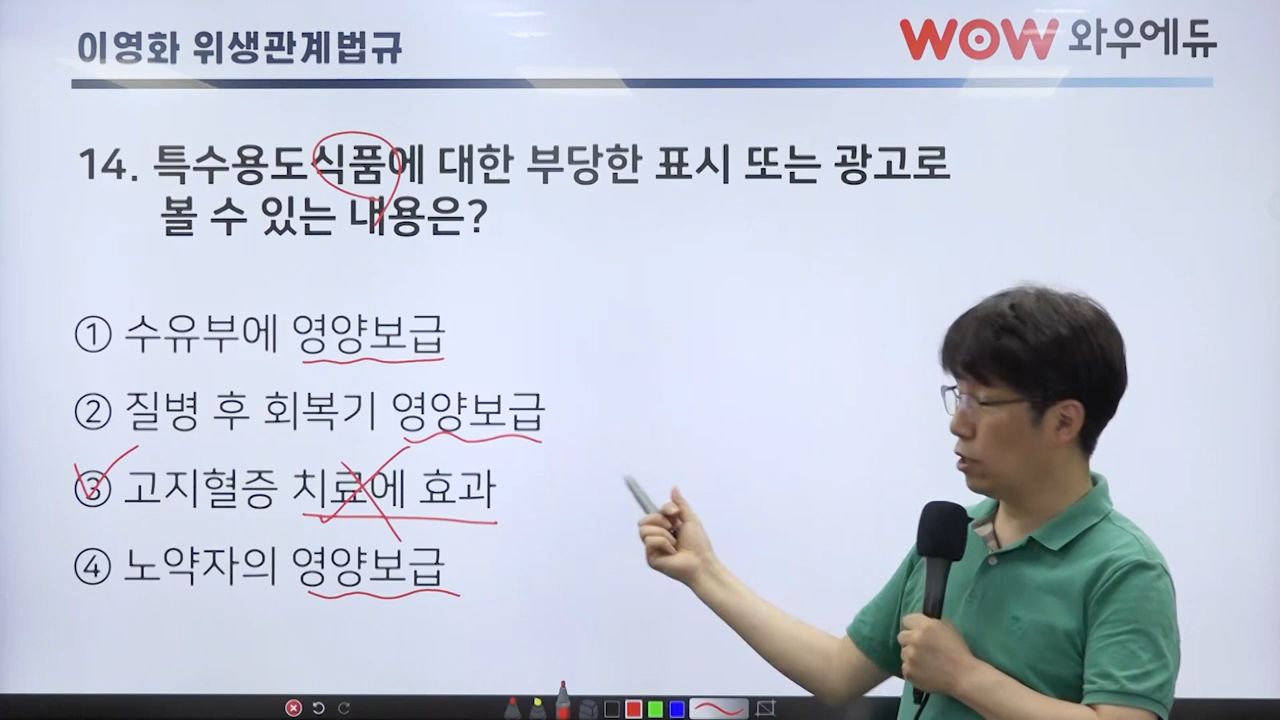 이영화 위생관계법규
WOW 와우에듀
14. 특수용도식품에 대한 부당한 표시 또는 광고로
볼 수 있는 내용은?
① 수유부에 영양보급
② 질병 후 회복기 영양보급
③ 고지혈증 치료에 효과
④ 노약자의 영양보급